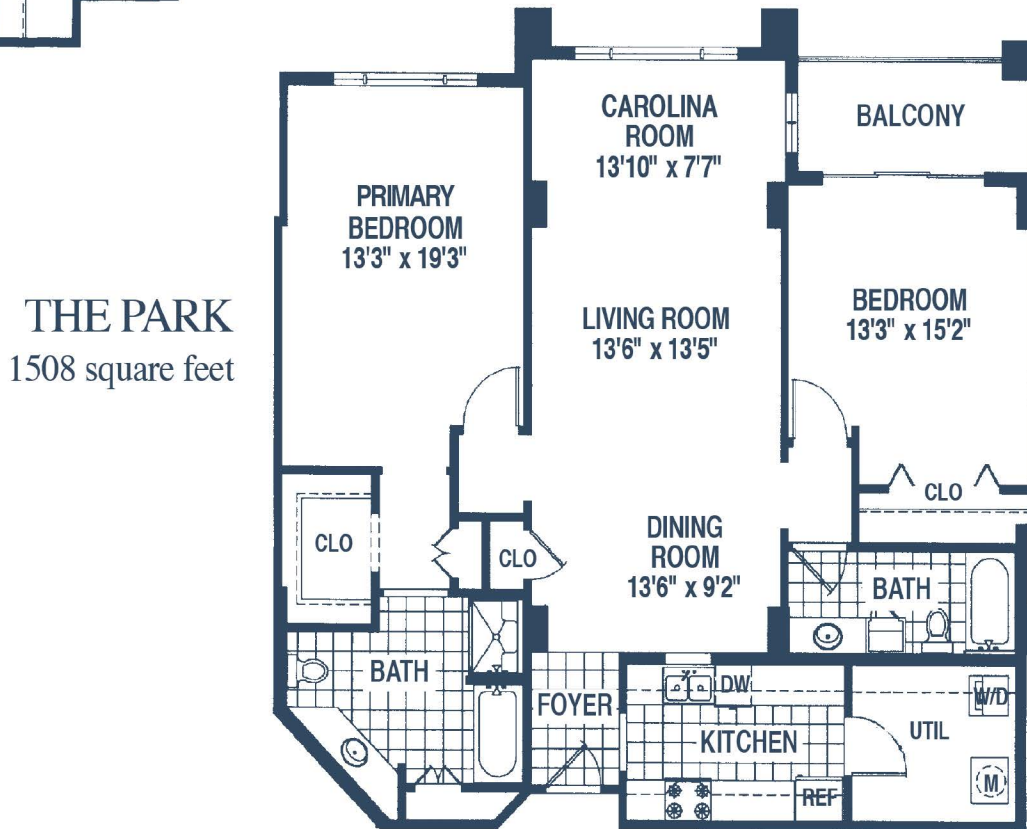 THE PARK
1508 square feet
PRIMARY
BEDROOM
13'3" x 19'3"
CAROLINA
ROOM
13'10" x 7'7"
BALCONY
LIVING ROOM
13'6" x 13'5"
BEDROOM
13'3" x 15'2"
CLO
CLO
CLO
DINING
ROOM
13'6" x 9'2"
BATH
BATH
FOYER
DW
KITCHEN
REF
UTIL
W/D
M